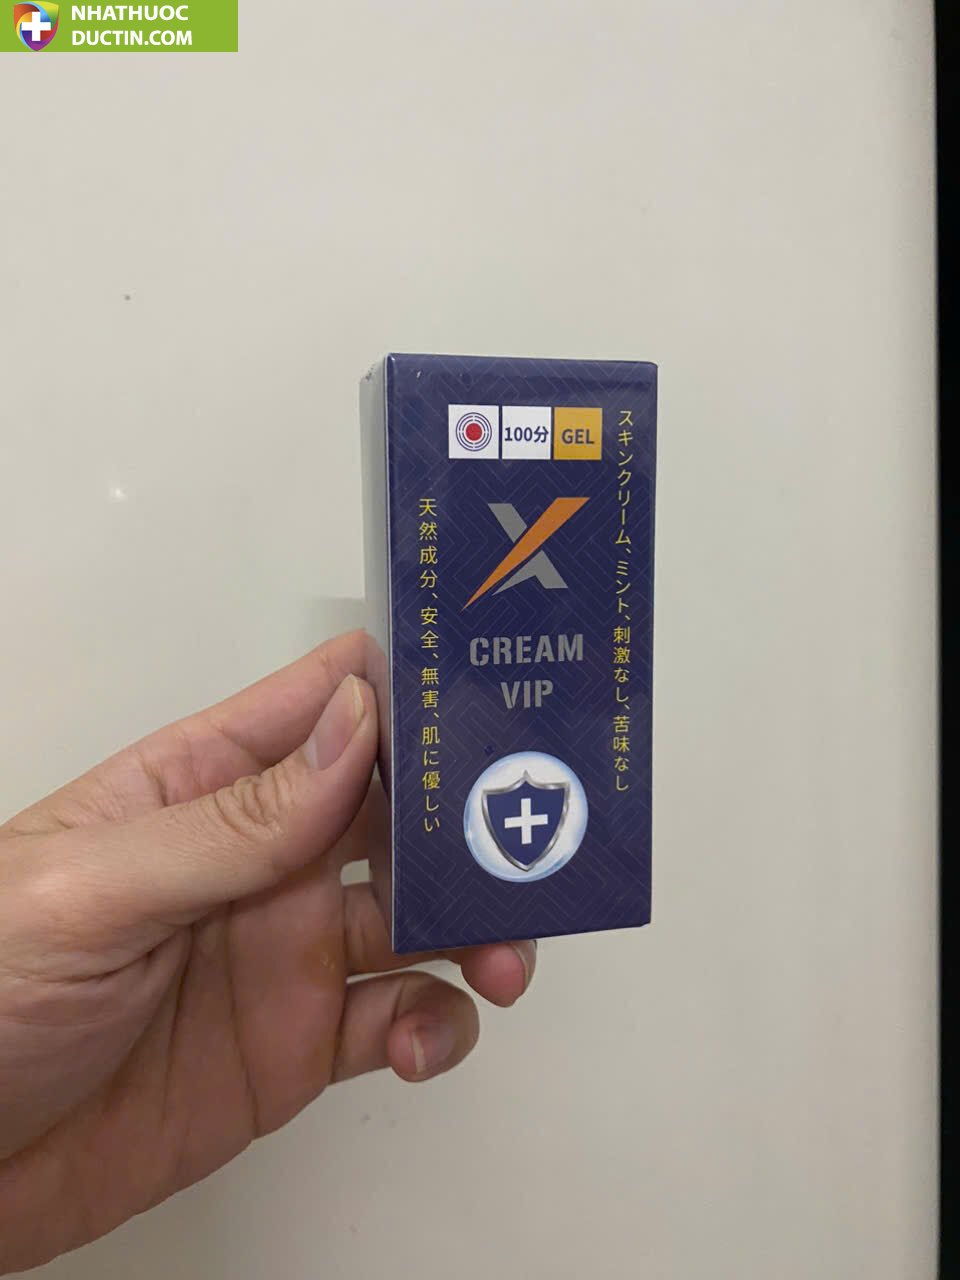 NHATHUOC
DUCTIN.COM
100分
GEL
X
CREAM
VIP
スキンクリーム、ミント、刺激なし、苦味なし
天然成分、安全、無害、肌に優しい